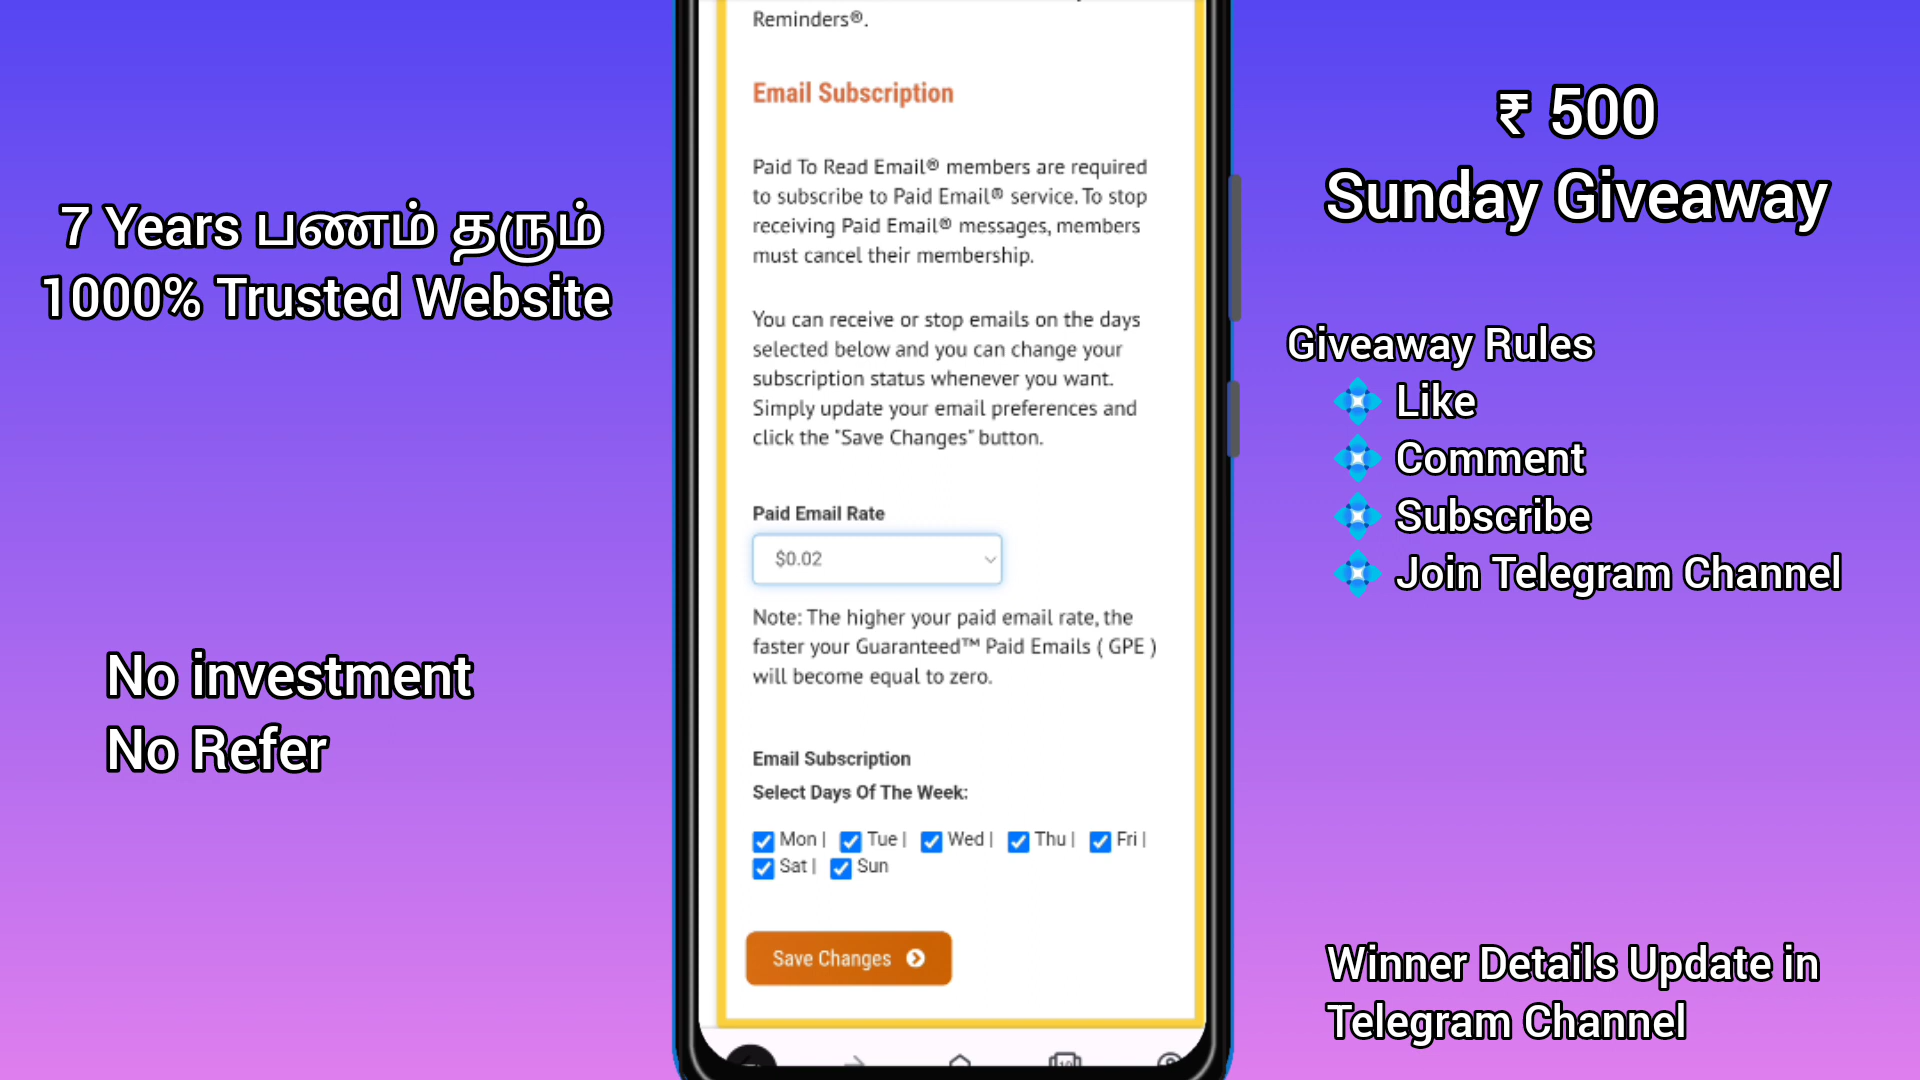 7 Years பணம் தரும்
1000% Trusted Website
No investment
No Refer
Reminders®.
Email Subscription
Paid To Read Email® members are required
to subscribe to Paid Email® service. To stop
receiving Paid Email® messages, members
must cancel their membership.
You can receive or stop emails on the days
selected below and you can change your
subscription status whenever you want.
Simply update your email preferences and
click the "Save Changes" button.
Paid Email Rate
$0.02
Note: The higher your paid email rate, the
faster your Guaranteed™ Paid Emails ( GPE )
will become equal to zero.
Email Subscription
Select Days Of The Week:
Mon | Tue | Wed | Thu | Fri |
Sat | Sun
Save Changes
₹ 500
Sunday Giveaway
Giveaway Rules
Like
Comment
Subscribe
Join Telegram Channel
Winner Details Update in
Telegram Channel